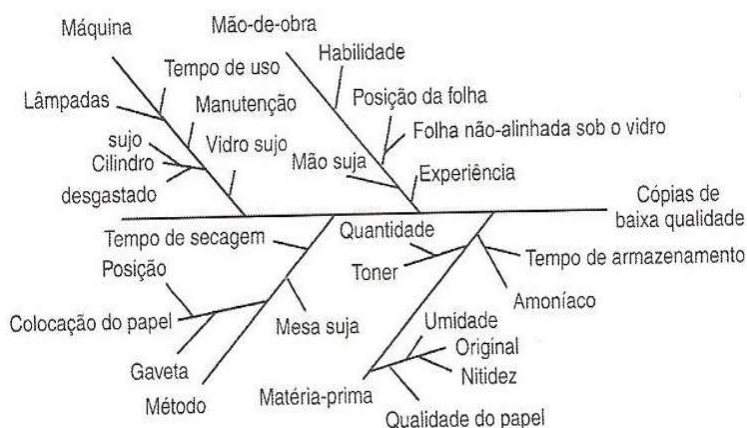 Máquina
Mão-de-obra
Habilidade
Tempo de uso
Lâmpadas
Manutenção
Posição da folha
sujo
Cilindro
desgastado
Vidro sujo
Mão suja
Folha não-alinhada sob o vidro
Experiência
Cópias de
baixa qualidade
Tempo de secagem
Posição
Colocação do papel
Gaveta
Método
Mesa suja
Quantidade
Toner
Tempo de armazenamento
Amoníaco
Umidade
Original
Nitidez
Matéria-prima
Qualidade do papel